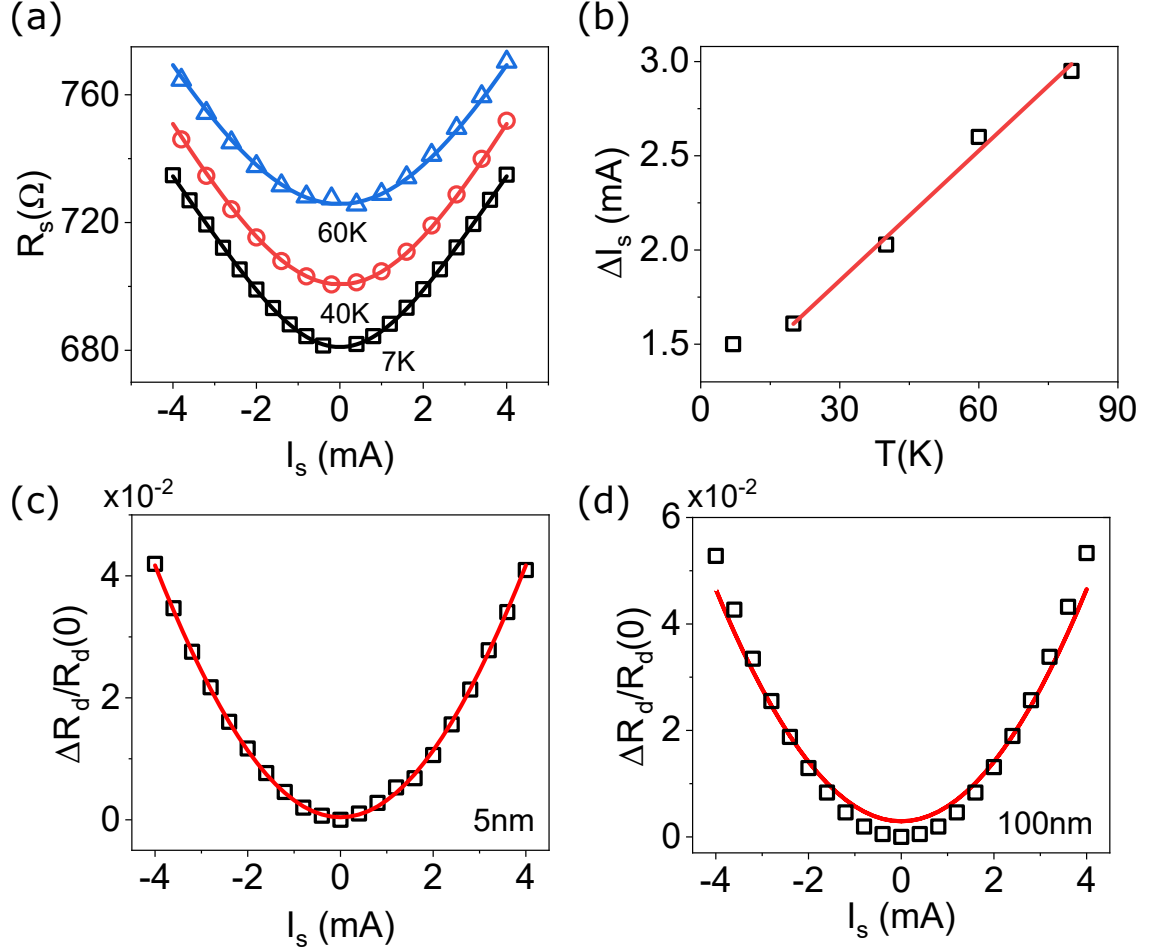 (a)
760
720
680
R_s(Ω)
60K
40K
7K
-4 -2 0 2 4
I_s (mA)
(b)
3.0
2.5
2.0
1.5
ΔI_s (mA)
0 30 60 90
T(K)
(c)
x10^-2
4
2
0
ΔR_d/R_d(0)
5nm
-4 -2 0 2 4
I_s (mA)
(d)
x10^-2
6
4
2
0
ΔR_d/R_d(0)
100nm
-4 -2 0 2 4
I_s (mA)